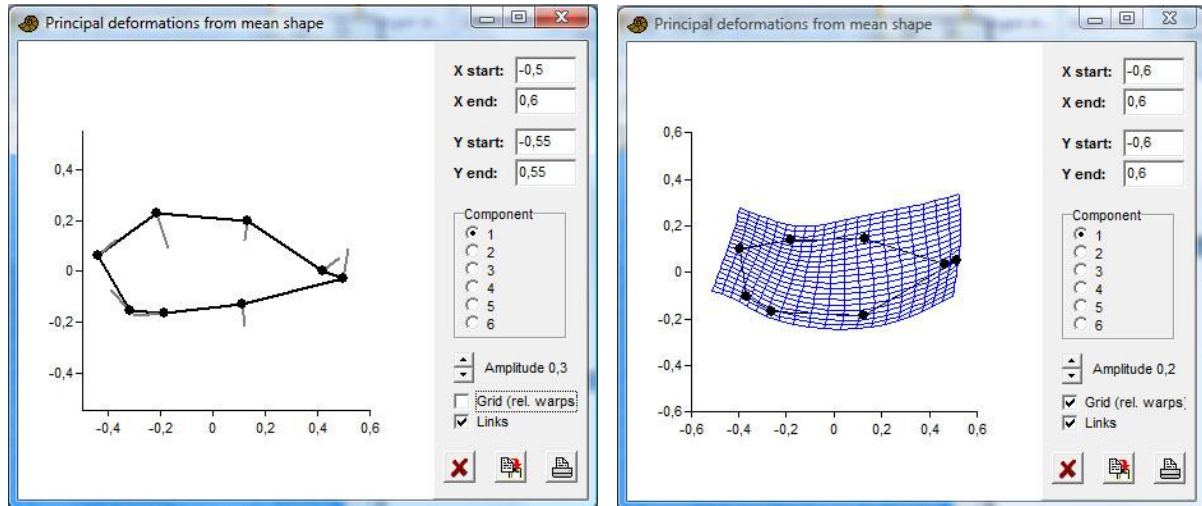 Principal deformations from mean shape
X start: -0,5
X end: 0,6
Y start: -0,55
Y end: 0,55
Component
1
2
3
4
5
6
Amplitude 0,3
Grid (rel. warps
Links
0,4
0,2
0
-0,2
-0,4
-0,4 -0,2 0 0,2 0,4 0,6
Principal deformations from mean shape
X start: -0,6
X end: 0,6
Y start: -0,6
Y end: 0,6
Component
1
2
3
4
5
6
Amplitude 0,2
Grid (rel. warps)
Links
0,6
0,4
0,2
0
-0,2
-0,4
-0,6
-0,6 -0,4 -0,2 0 0,2 0,4 0,6